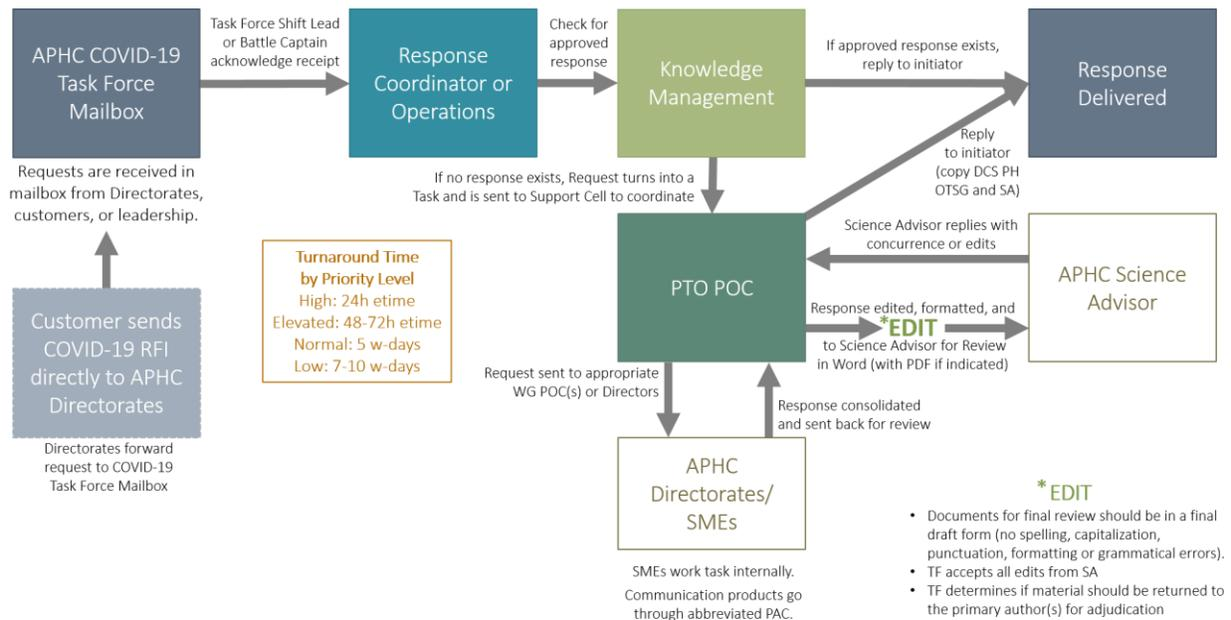 APHC COVID-19
Task Force
Mailbox
Task Force Shift Lead
or Battle Captain
acknowledge receipt
Response
Coordinator or
Operations
Check for
approved
response
Knowledge
Management
If approved response exists,
reply to initiator
Response
Delivered
Requests are received in
mailbox from Directorates,
customers, or leadership.
If no response exists, Request turns into a
Task and is sent to Support Cell to coordinate
Reply
to initiator
(copy DCS PH
OTSG and SA)
Customer sends
COVID-19 RFI
directly to APHC
Directorates
Directorates forward
request to COVID-19
Task Force Mailbox
Turnaround Time
by Priority Level
High: 24h etime
Elevated: 48-72h etime
Normal: 5 w-days
Low: 7-10 w-days
PTO POC
Science Advisor replies with
concurrence or edits
APHC Science
Advisor
Response edited, formatted, and
*EDIT
to Science Advisor for Review
in Word (with PDF if indicated)
Request sent to appropriate
WG POC(s) or Directors
Response consolidated
and sent back for review
APHC
Directorates/
SMEs
SMEs work task internally.
Communication products go
through abbreviated PAC.
*EDIT
• Documents for final review should be in a final
draft form (no spelling, capitalization,
punctuation, formatting or grammatical errors).
• TF accepts all edits from SA
• TF determines if material should be returned to
the primary author(s) for adjudication